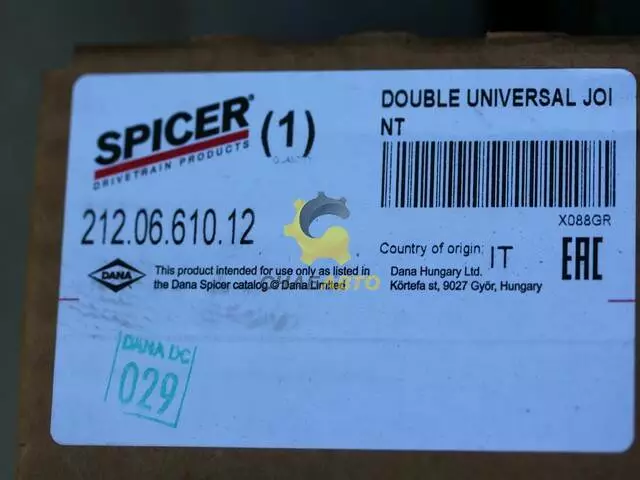 SPICER®
DRIVETRAIN PRODUCTS
(1)
QUANTITY
DOUBLE UNIVERSAL JOI
NT
X088GR
212.06.610.12
Country of origin: IT
EAC
DANA
This product intended for use only as listed in
the Dana Spicer catalog © Dana Limited
Dana Hungary Ltd.
Körtefa st, 9027 Győr, Hungary
DANA DC
029